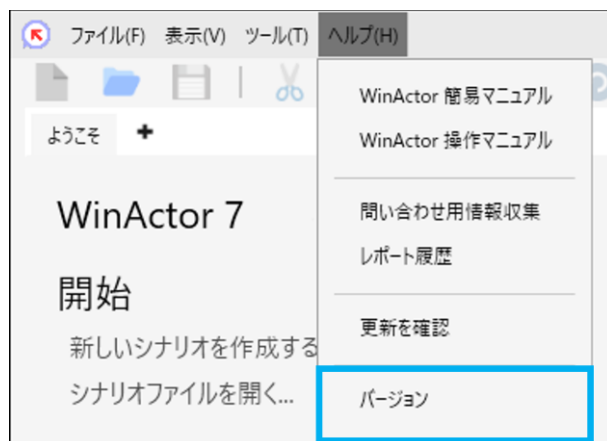 ファイル(F) 表示(V) ツール(T) ヘルプ(H)
ようこそ
WinActor 7
開始
新しいシナリオを作成する
シナリオファイルを開く...
WinActor 簡易マニュアル
WinActor 操作マニュアル
問い合わせ用情報収集
レポート履歴
更新を確認
バージョン